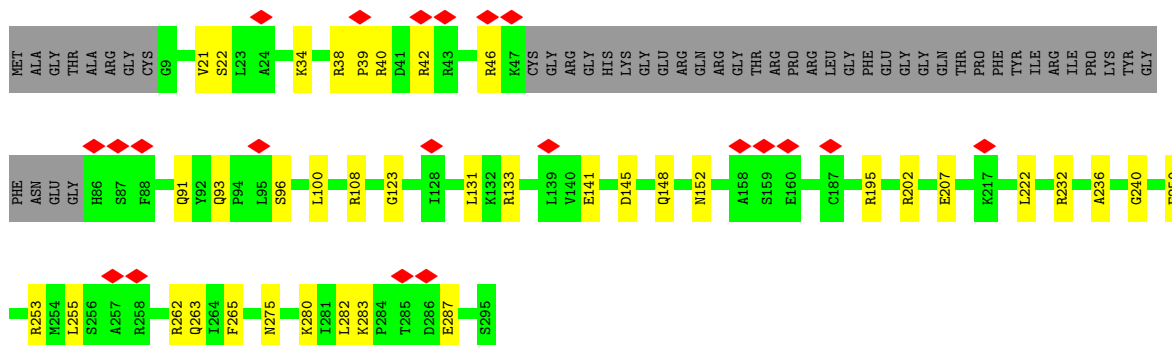 MET ALA GLY THR ALA ARG GLY CYS G9 V21 S22 L23 A24 K34 R38 P39 R40 D41 R42 R43 R46 K47 CYS GLY ARG GLY HIS LYS GLY GLU ARG GLN ARG GLY THR ARG PRO ARG LEU GLY PHE GLU GLY GLY GLN THR PRO PHE TYR ILE ARG ILE PRO LYS TYR GLY
PHE ASN GLU GLY H86 S87 F88 Q91 Y92 Q93 P94 L95 S96 L100 R108 G123 I128 L131 K132 R133 L139 V140 E141 D145 Q148 N152 A158 S159 E160 C187 R195 R202 E207 K217 L222 R232 A236 G240
R253 M254 L255 S256 A257 R258 R262 Q263 I264 F265 N275 K280 I281 L282 K283 P284 T285 D286 E287 S295